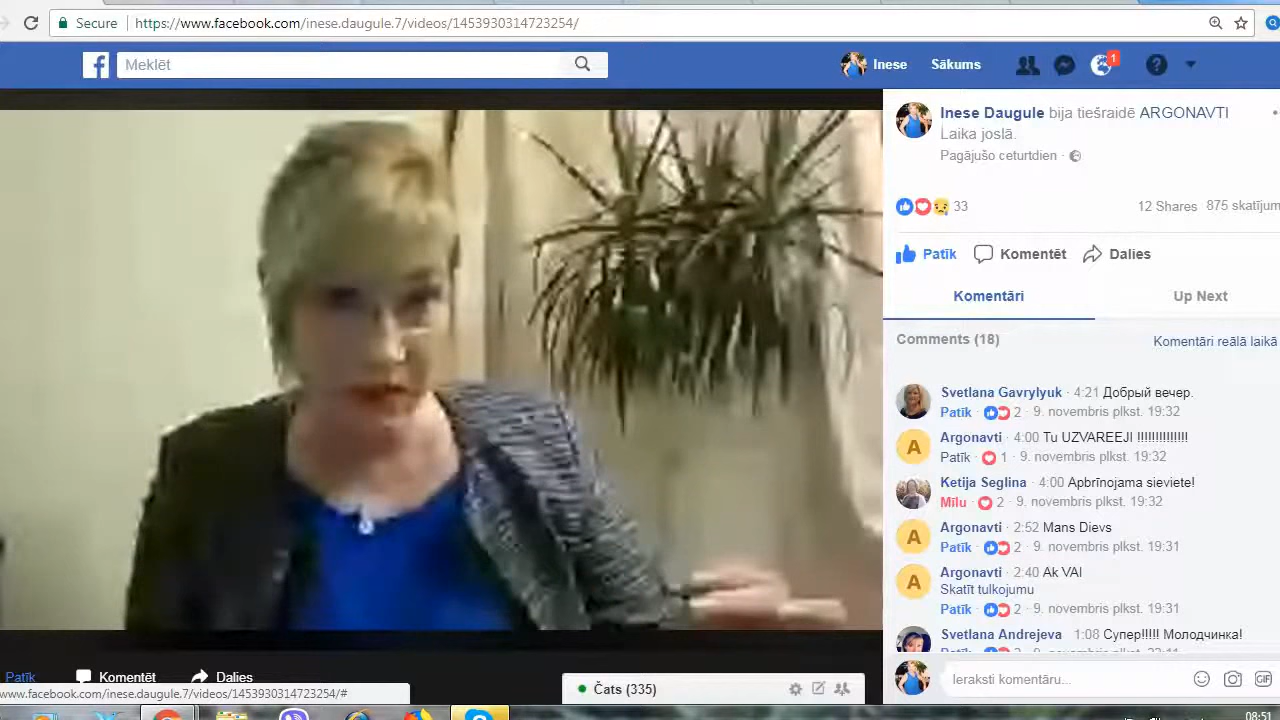 Secure https://www.facebook.com/inese.daugule.7/videos/1453930314723254/
Meklēt
Inese Sākums 1
Inese Daugule bija tiešraidē ARGONAVTI
Laika joslā.
Pagājušo ceturtdien
33 12 Shares 875 skatījum
Patīk Komentēt Dalies
Komentāri Up Next
Comments (18) Komentāri reālā laikā
Svetlana Gavrylyuk · 4:21 Добрый вечер.
Patīk · 2 · 9. novembris plkst. 19:32
A Argonavti · 4:00 Tu UZVAREEJI !!!!!!!!!!!!!!
Patīk · 1 · 9. novembris plkst. 19:32
Ketija Seglina · 4:00 Apbrīnojama sieviete!
Mīlu · 2 · 9. novembris plkst. 19:32
A Argonavti · 2:52 Mans Dievs
Patīk · 2 · 9. novembris plkst. 19:31
A Argonavti · 2:40 Ak VAI
Skatīt tulkojumu
Patīk · 2 · 9. novembris plkst. 19:31
Svetlana Andrejeva · 1:08 Супер!!!!! Молодчинка!
Ieraksti komentāru... GIF
Patīk Komentēt Dalies
www.facebook.com/inese.daugule.7/videos/1453930314723254/#
Čats (335)
08:51